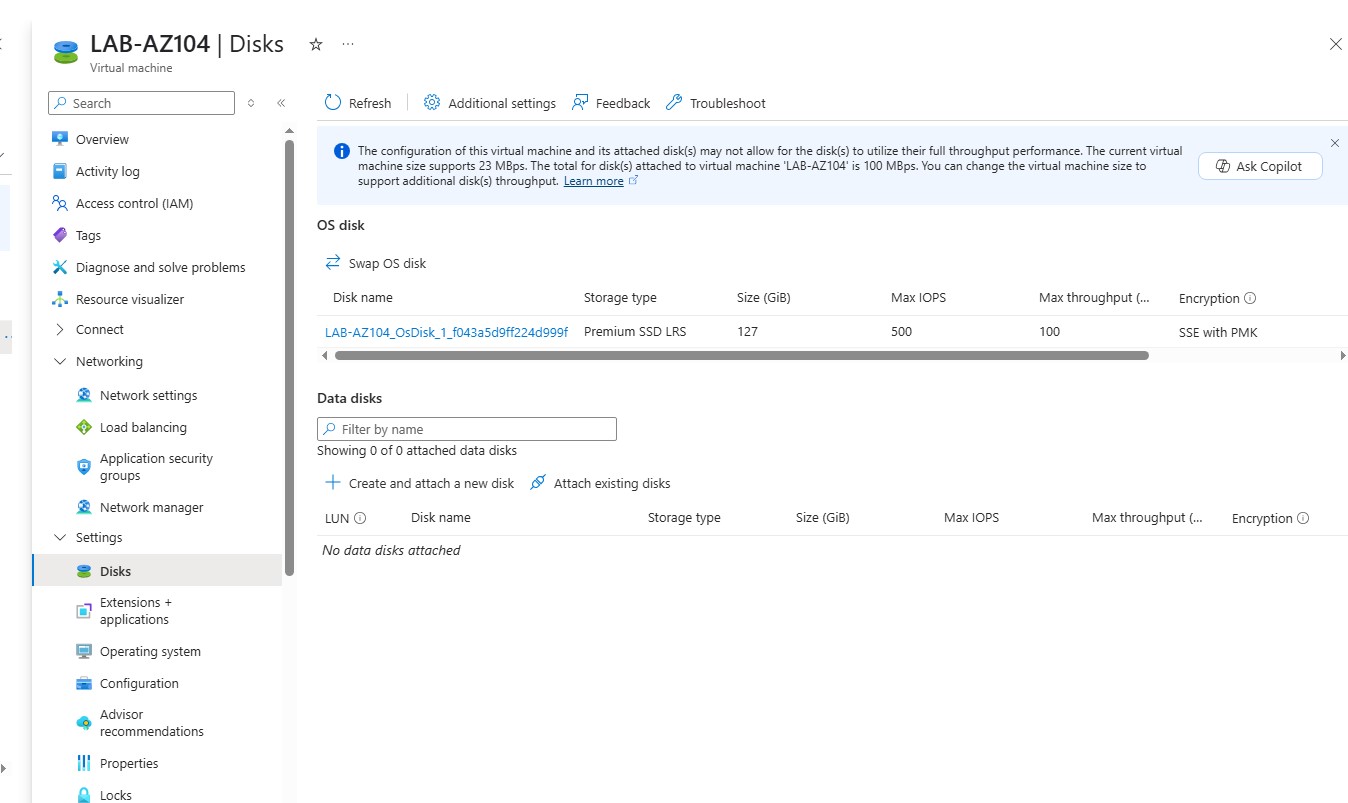 LAB-AZ104 | Disks
Virtual machine
Search
Overview
Activity log
Access control (IAM)
Tags
Diagnose and solve problems
Resource visualizer
Connect
Networking
Network settings
Load balancing
Application security
groups
Network manager
Settings
Disks
Extensions +
applications
Operating system
Configuration
Advisor
recommendations
Properties
Locks
Refresh
Additional settings
Feedback
Troubleshoot
The configuration of this virtual machine and its attached disk(s) may not allow for the disk(s) to utilize their full throughput performance. The current virtual
machine size supports 23 MBps. The total for disk(s) attached to virtual machine 'LAB-AZ104' is 100 MBps. You can change the virtual machine size to
support additional disk(s) throughput. Learn more
Ask Copilot
OS disk
Swap OS disk
Disk name Storage type Size (GiB) Max IOPS Max throughput (... Encryption
LAB-AZ104_OsDisk_1_f043a5d9ff224d999f Premium SSD LRS 127 500 100 SSE with PMK
Data disks
Filter by name
Showing 0 of 0 attached data disks
Create and attach a new disk Attach existing disks
LUN Disk name Storage type Size (GiB) Max IOPS Max throughput (... Encryption
No data disks attached